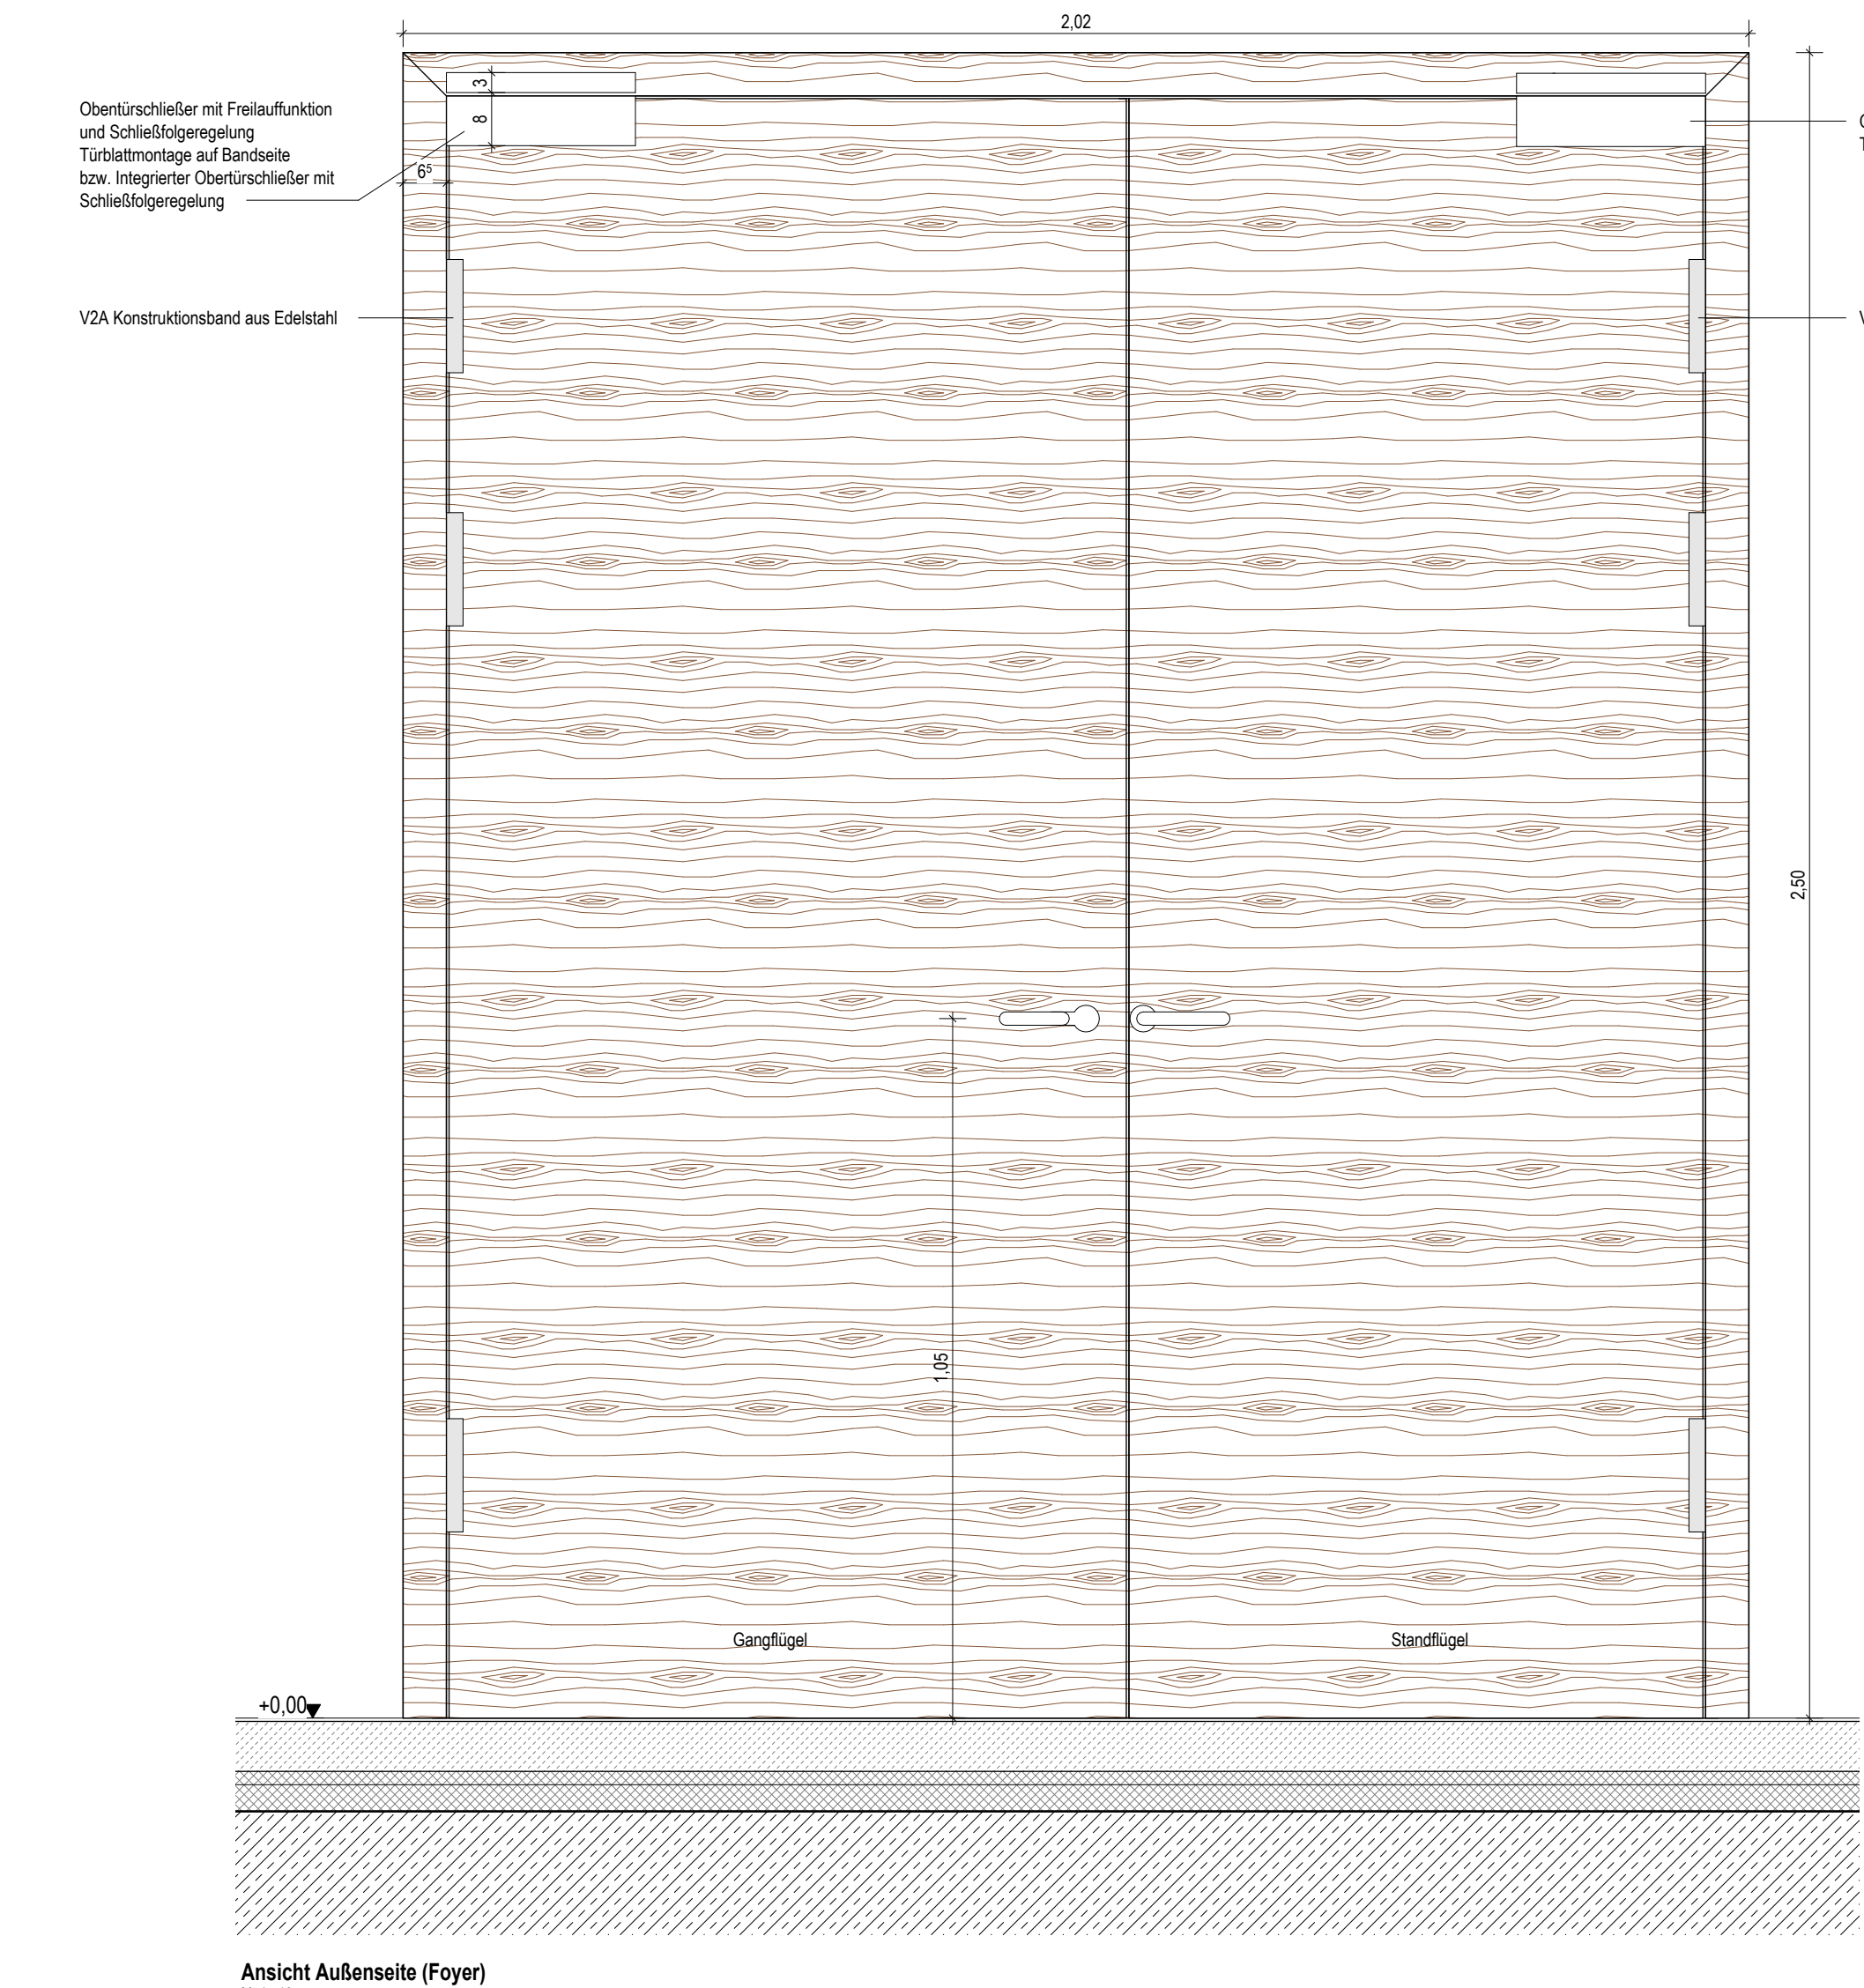 2,02
3
8
6⁵
Obentürschließer mit Freilauffunktion
und Schließfolgeregelung
Türblattmontage auf Bandseite
bzw. Integrierter Obertürschließer mit
Schließfolgeregelung
V2A Konstruktionsband aus Edelstahl
2,50
1,05
Gangflügel
Standflügel
+0,00
Ansicht Außenseite (Foyer)